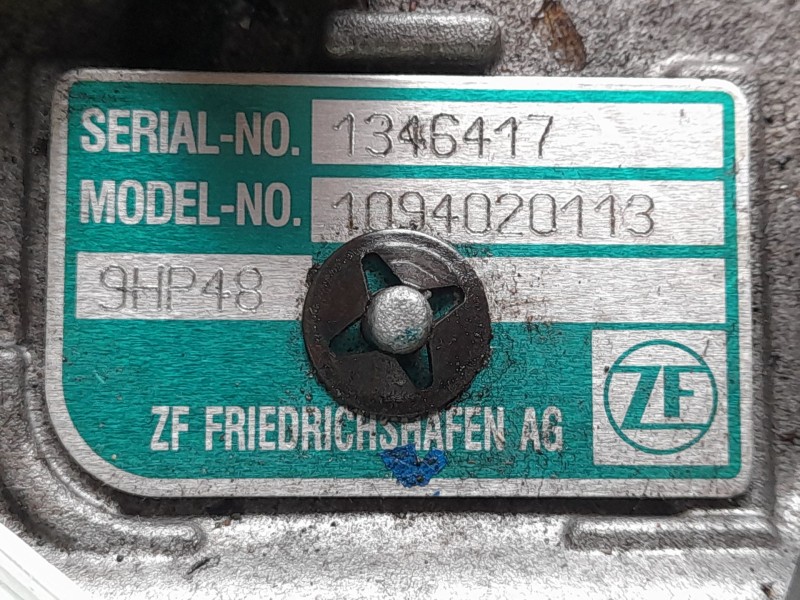 SERIAL-NO. 1346417
MODEL-NO. 1094020113
9HP48
ZF FRIEDRICHSHAFEN AG
ZF